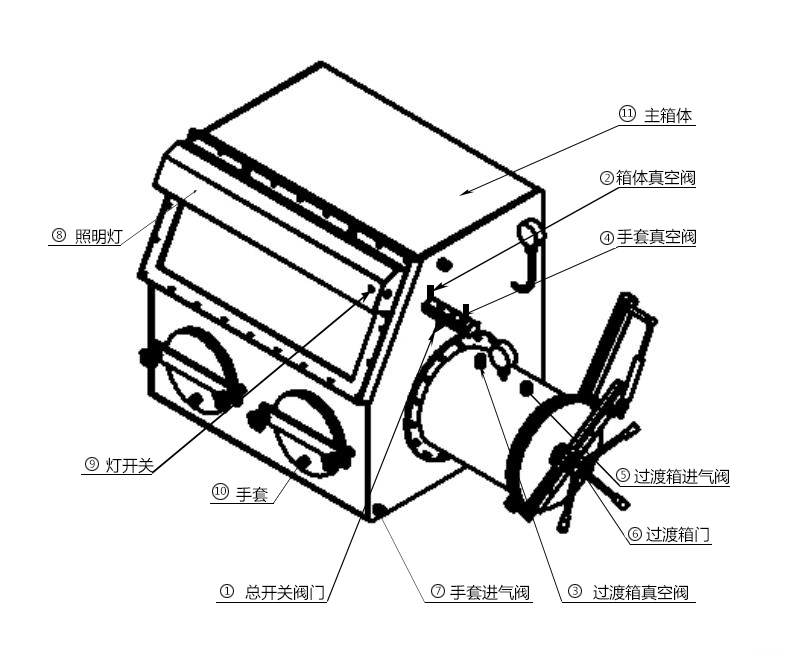 ⑪ 主箱体
② 箱体真空阀
⑧ 照明灯
④ 手套真空阀
⑨ 灯开关
⑤ 过渡箱进气阀
⑩ 手套
⑥ 过渡箱门
① 总开关阀门
⑦ 手套进气阀
③ 过渡箱真空阀